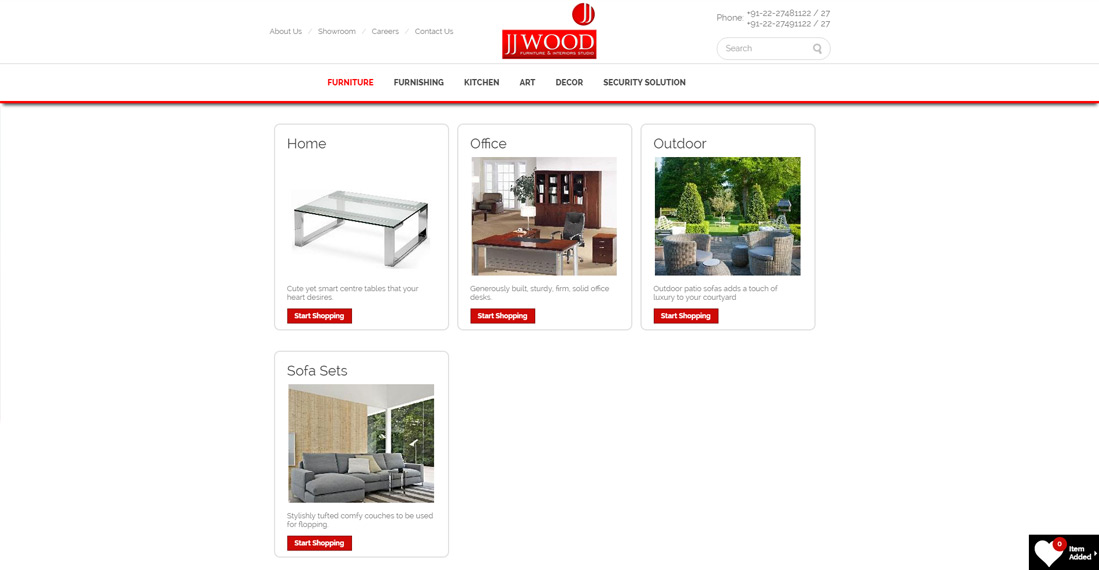 About Us / Showroom / Careers / Contact Us
JJ
JJ WOOD
FURNITURE & INTERIORS STUDIO
Phone
+91-22-27481122 / 27
+91-22-27491122 / 27
Search
FURNITURE FURNISHING KITCHEN ART DECOR SECURITY SOLUTION
Home
Cute yet smart centre tables that your
heart desires.
Start Shopping
Office
Generously built, sturdy, firm, solid office
desks.
Start Shopping
Outdoor
Outdoor patio sofas adds a touch of
luxury to your courtyard
Start Shopping
Sofa Sets
Stylishly tufted comfy couches to be used
for flopping.
Start Shopping
0
Item
Added